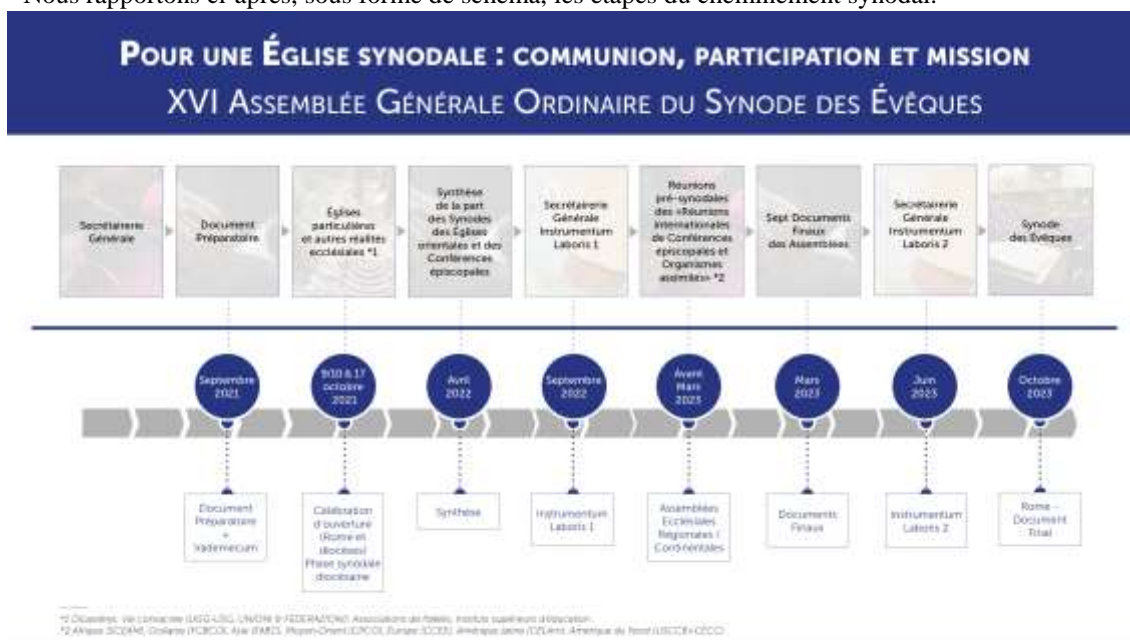 Nous rapportons ci-après, sous forme de schéma, les étapes du cheminement synodal:
POUR UNE ÉGLISE SYNODALE : COMMUNION, PARTICIPATION ET MISSION
XVI ASSEMBLÉE GÉNÉRALE ORDINAIRE DU SYNODE DES ÉVÊQUES
Secrétairerie
Générale
Document
Préparatoire
Églises
particulières
et autres réalités
ecclésiales *1
Synthèse
de la part
des Synodes
des Églises
orientales et des
Conférences
épiscopales
Secrétairerie
Générale
Instrumentum
Laboris 1
Réunions
pré-synodales
des «Réunions
internationales
de Conférences
épiscopales et
Organismes
assimilés» *2
Sept Documents
Finaux
des Assemblées
Secrétairerie
Générale
Instrumentum
Laboris 2
Synode
des Évêques
Septembre
2021
9/10 & 17
octobre
2021
Avril
2022
Septembre
2022
Avant
Mars
2023
Mars
2023
Juin
2023
Octobre
2023
Document
Préparatoire
+
Vademecum
Célébration
d'ouverture
(Rome et
diocèses)
Phase synodale
diocésaine
Synthèse
Instrumentum
Laboris 1
Assemblées
Ecclésiales
Régionales /
Continentales
Documents
Finaux
Instrumentum
Laboris 2
Rome -
Document
Final